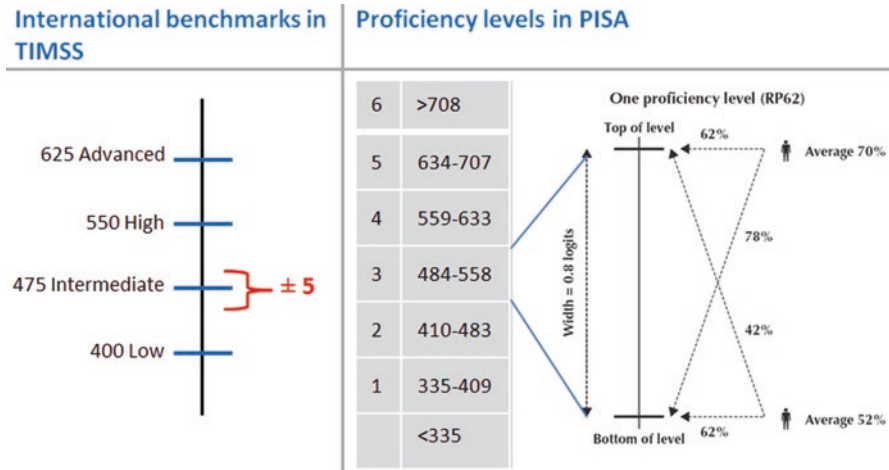 International benchmarks in
TIMSS
625 Advanced
550 High
475 Intermediate
± 5
400 Low
Proficiency levels in PISA
6 >708
5 634-707
4 559-633
3 484-558
2 410-483
1 335-409
<335
One proficiency level (RP62)
Top of level
62%
Average 70%
78%
Width = 0.8 logits
42%
Average 52%
62%
Bottom of level